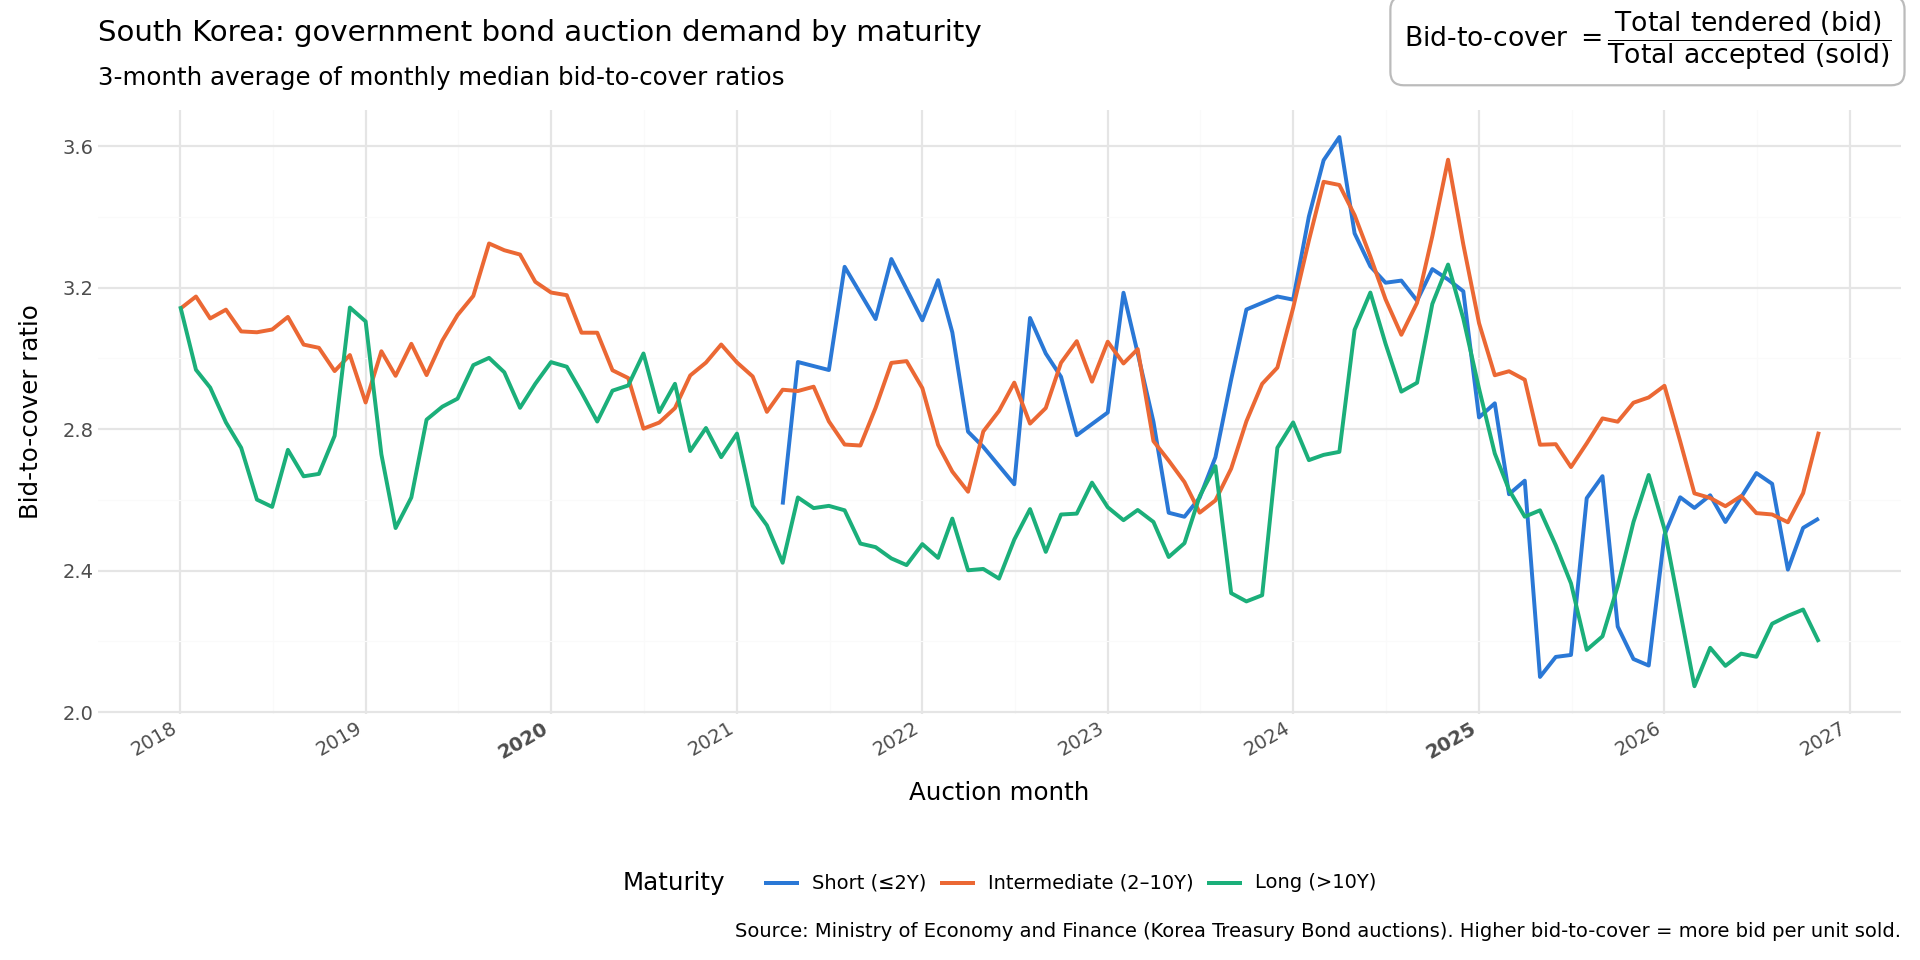 South Korea: government bond auction demand by maturity
3-month average of monthly median bid-to-cover ratios
Bid-to-cover = Total tendered (bid)
Total accepted (sold)
Bid-to-cover ratio
3.6
3.2
2.8
2.4
2.0
2018 2019 2020 2021 2022 2023 2024 2025 2026 2027
Auction month
Maturity Short (≤2Y) Intermediate (2–10Y) Long (>10Y)
Source: Ministry of Economy and Finance (Korea Treasury Bond auctions). Higher bid-to-cover = more bid per unit sold.